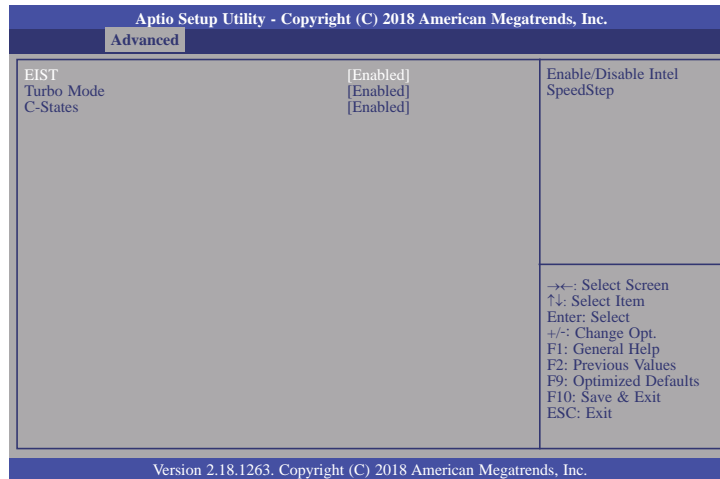 Aptio Setup Utility - Copyright (C) 2018 American Megatrends, Inc.
Advanced
EIST [Enabled]
Turbo Mode [Enabled]
C-States [Enabled]
Enable/Disable Intel
SpeedStep
→←: Select Screen
↑↓: Select Item
Enter: Select
+/-: Change Opt.
F1: General Help
F2: Previous Values
F9: Optimized Defaults
F10: Save & Exit
ESC: Exit
Version 2.18.1263. Copyright (C) 2018 American Megatrends, Inc.